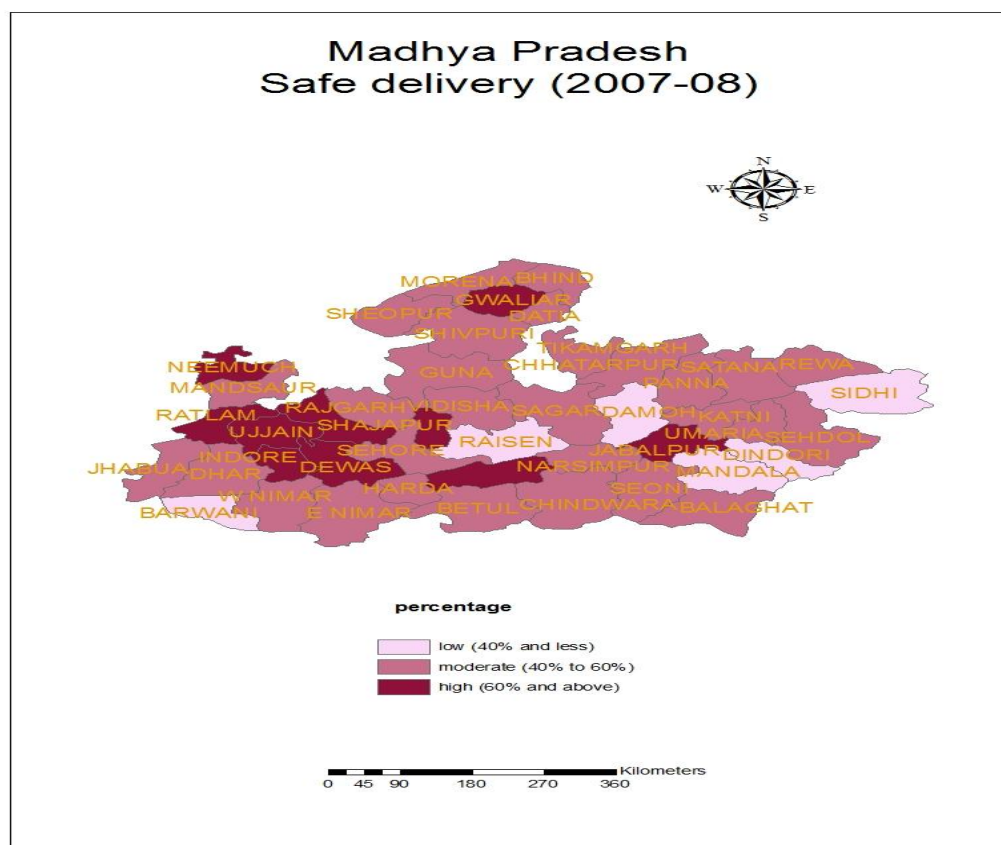 Madhya Pradesh
Safe delivery (2007-08)
N
W E
S
MORENA BHIND
GWALIAR
SHEOPUR DATIA
SHIVPURI
TIKAMGARH
NEEMUCH GUNA CHHATARPUR SATANA REWA
MANDSAUR PANNA SIDHI
RATLAM RAJGARH VIDISHA SAGAR DAMOH KATNI
UJJAIN SHAJAPUR UMARIA SEHDOL
INDORE SEHORE RAISEN JABALPUR DINDORI
JHABUA DHAR DEWAS NARSIMPUR MANDALA
W NIMAR HARDA SEONI
BARWANI E NIMAR BETUL CHINDWARA BALAGHAT
percentage
low (40% and less)
moderate (40% to 60%)
high (60% and above)
Kilometers
0 45 90 180 270 360